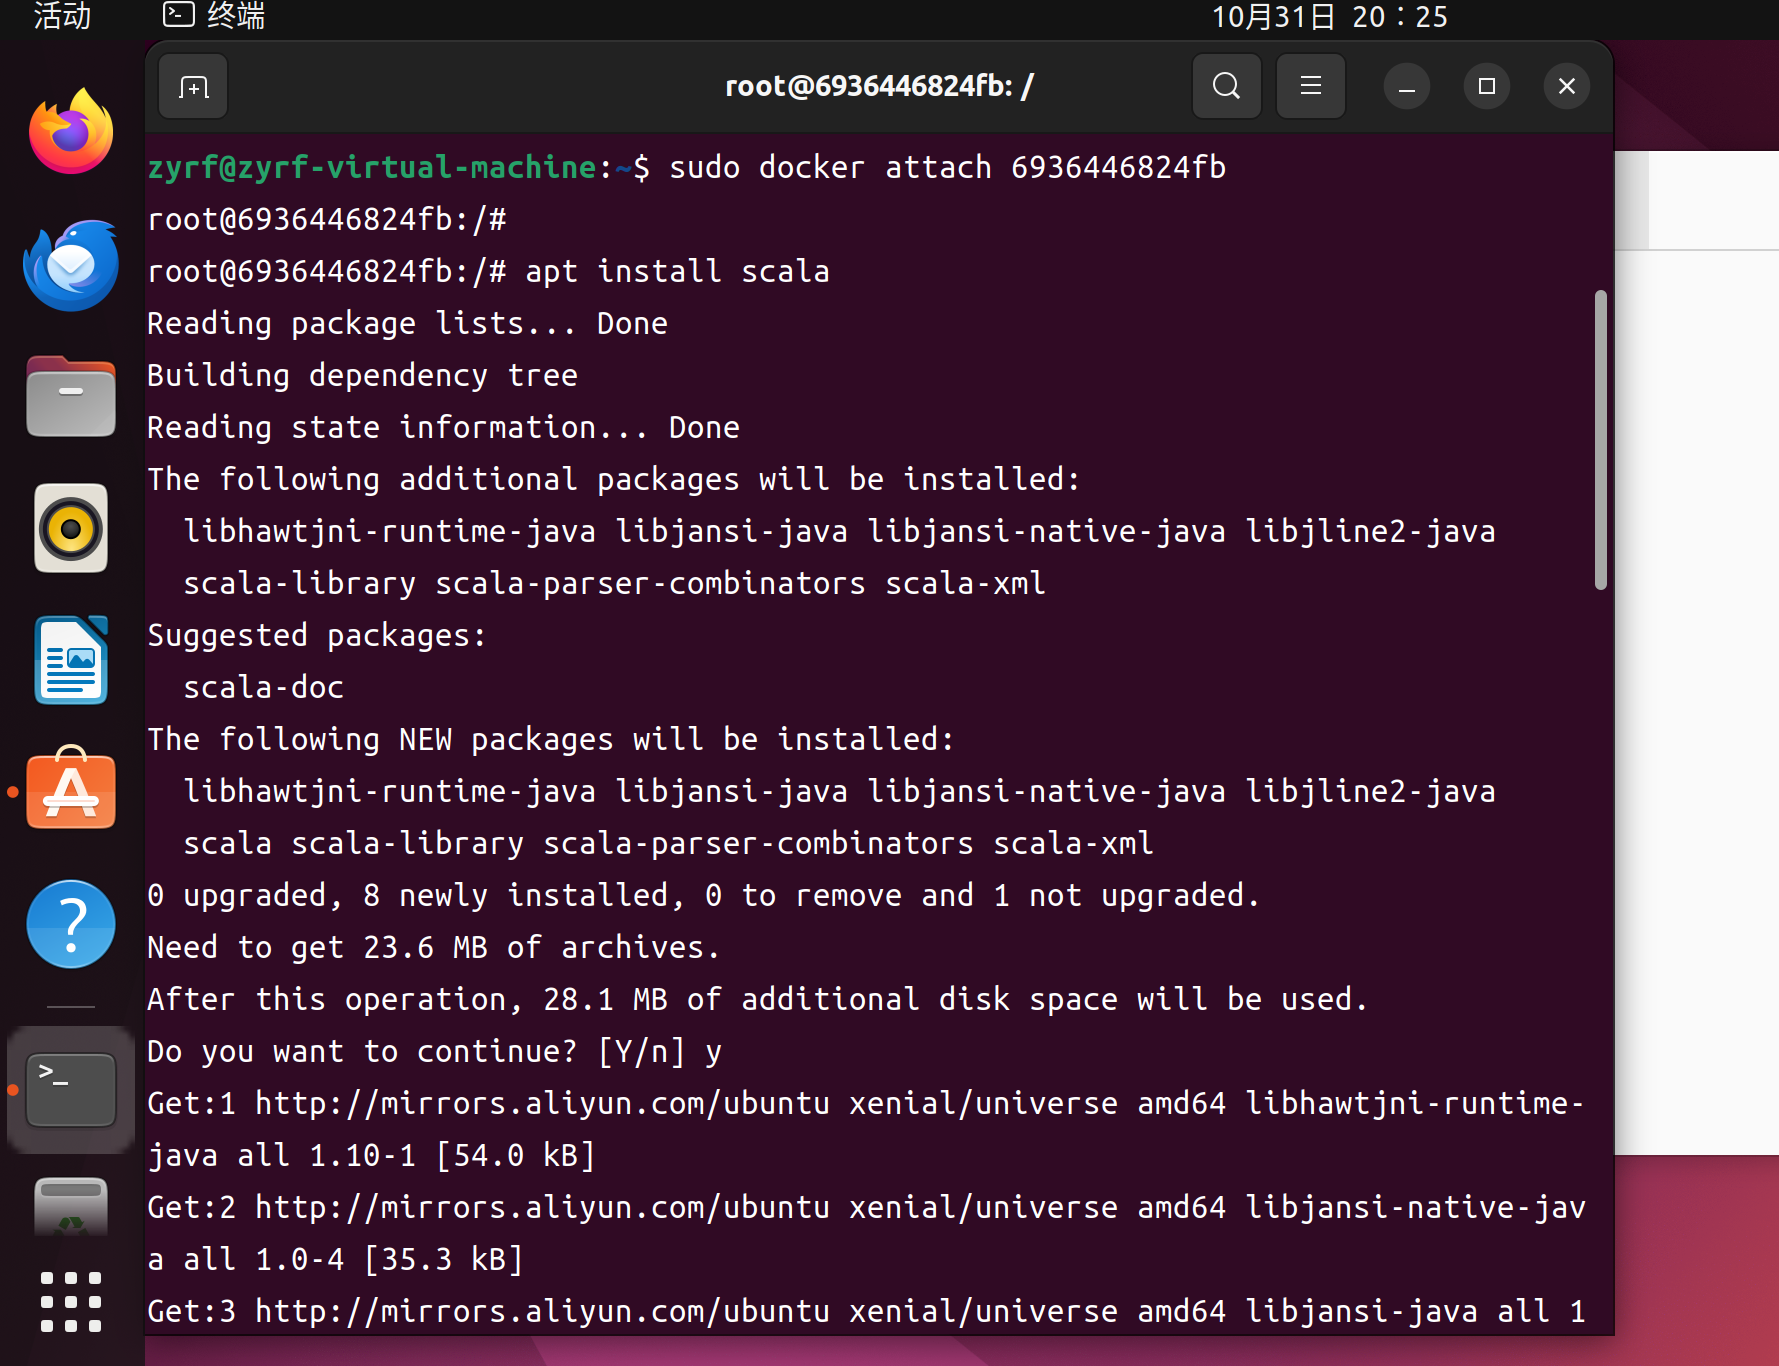 活动
终端
10月31日 20：25
root@6936446824fb: /
zyrf@zyrf-virtual-machine:~$ sudo docker attach 6936446824fb
root@6936446824fb:/#
root@6936446824fb:/# apt install scala
Reading package lists... Done
Building dependency tree
Reading state information... Done
The following additional packages will be installed:
  libhawtjni-runtime-java libjansi-java libjansi-native-java libjline2-java
  scala-library scala-parser-combinators scala-xml
Suggested packages:
  scala-doc
The following NEW packages will be installed:
  libhawtjni-runtime-java libjansi-java libjansi-native-java libjline2-java
  scala scala-library scala-parser-combinators scala-xml
0 upgraded, 8 newly installed, 0 to remove and 1 not upgraded.
Need to get 23.6 MB of archives.
After this operation, 28.1 MB of additional disk space will be used.
Do you want to continue? [Y/n] y
Get:1 http://mirrors.aliyun.com/ubuntu xenial/universe amd64 libhawtjni-runtime-
java all 1.10-1 [54.0 kB]
Get:2 http://mirrors.aliyun.com/ubuntu xenial/universe amd64 libjansi-native-jav
a all 1.0-4 [35.3 kB]
Get:3 http://mirrors.aliyun.com/ubuntu xenial/universe amd64 libjansi-java all 1